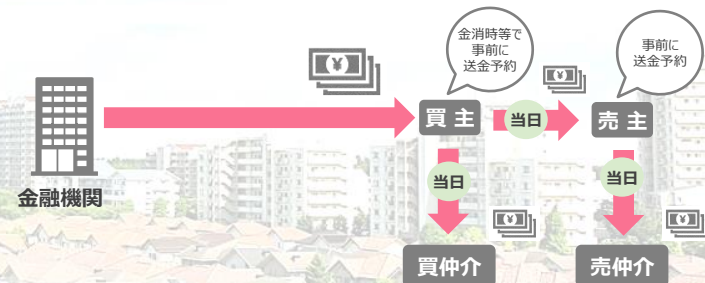 金消時等で
事前に
送金予約
事前に
送金予約
¥
¥
買 主
当日
売 主
金融機関
当日
当日
¥
¥
買仲介
売仲介